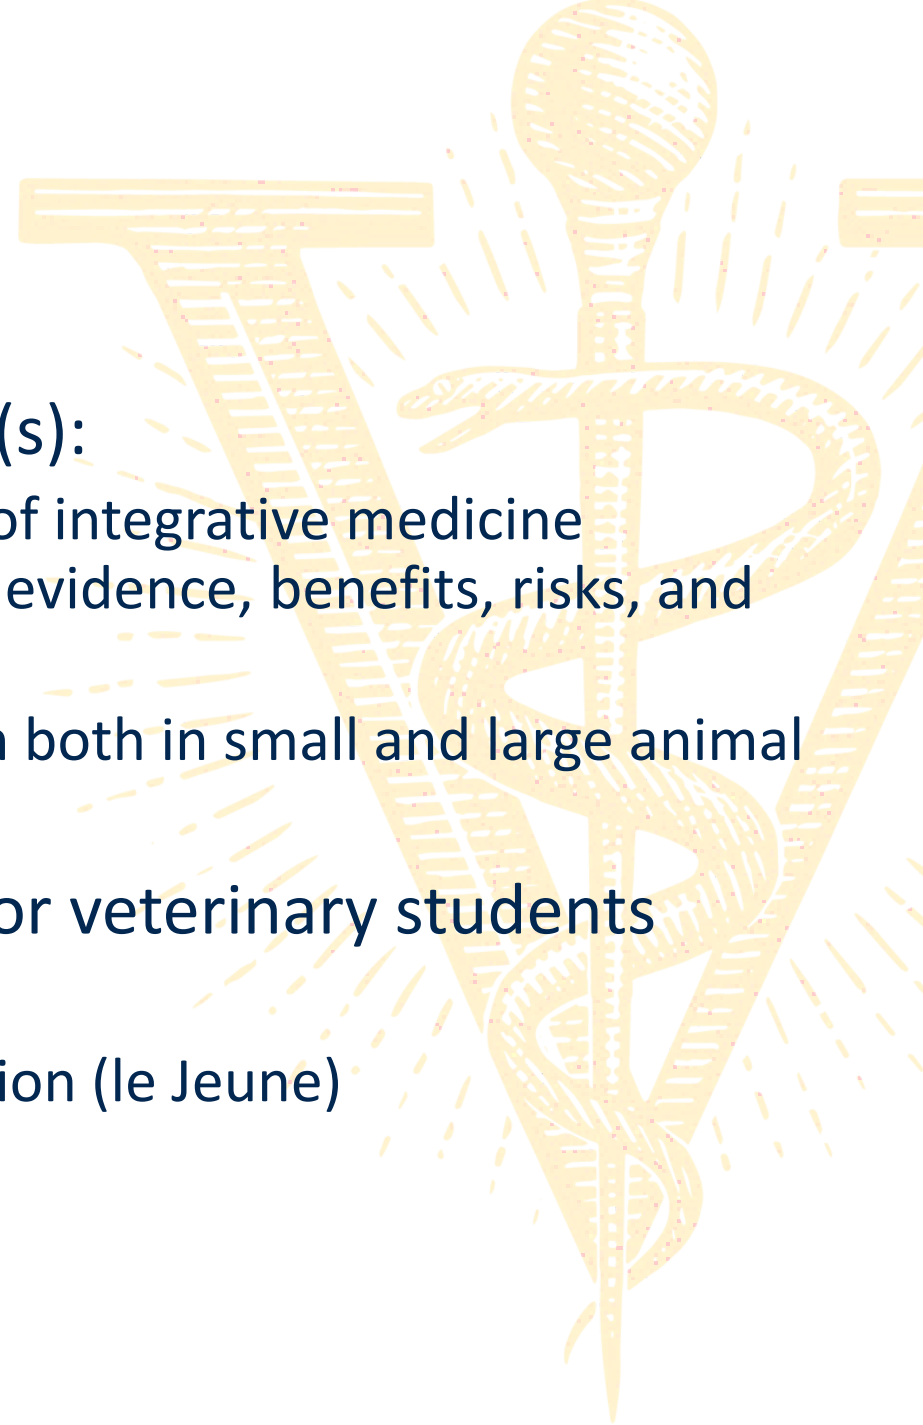 (s):
of integrative medicine
evidence, benefits, risks, and
both in small and large animal
or veterinary students
ion (le Jeune)